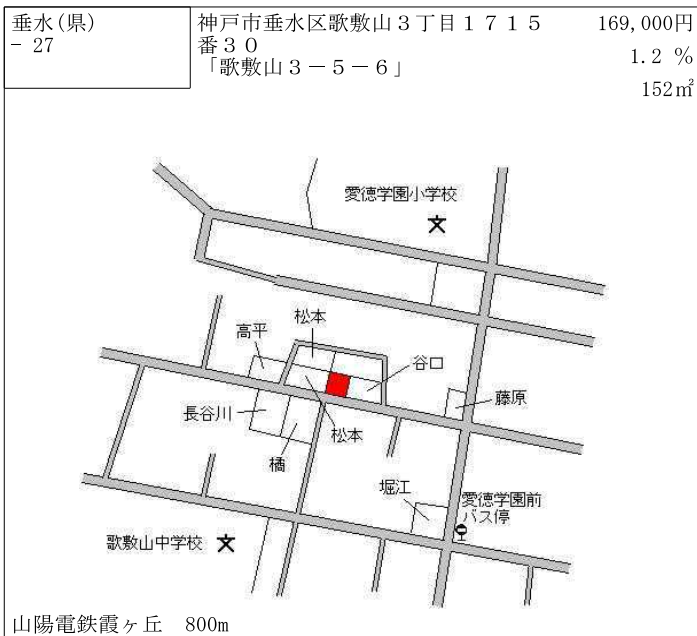 垂水(県)
- 27
神戸市垂水区歌敷山３丁目１７１５
番３０
「歌敷山３－５－６」
169,000円
1.2 %
152㎡
愛徳学園小学校
松本
高平
谷口
藤原
長谷川
松本
橘
堀江
愛徳学園前
バス停
歌敷山中学校
山陽電鉄霞ヶ丘 800m